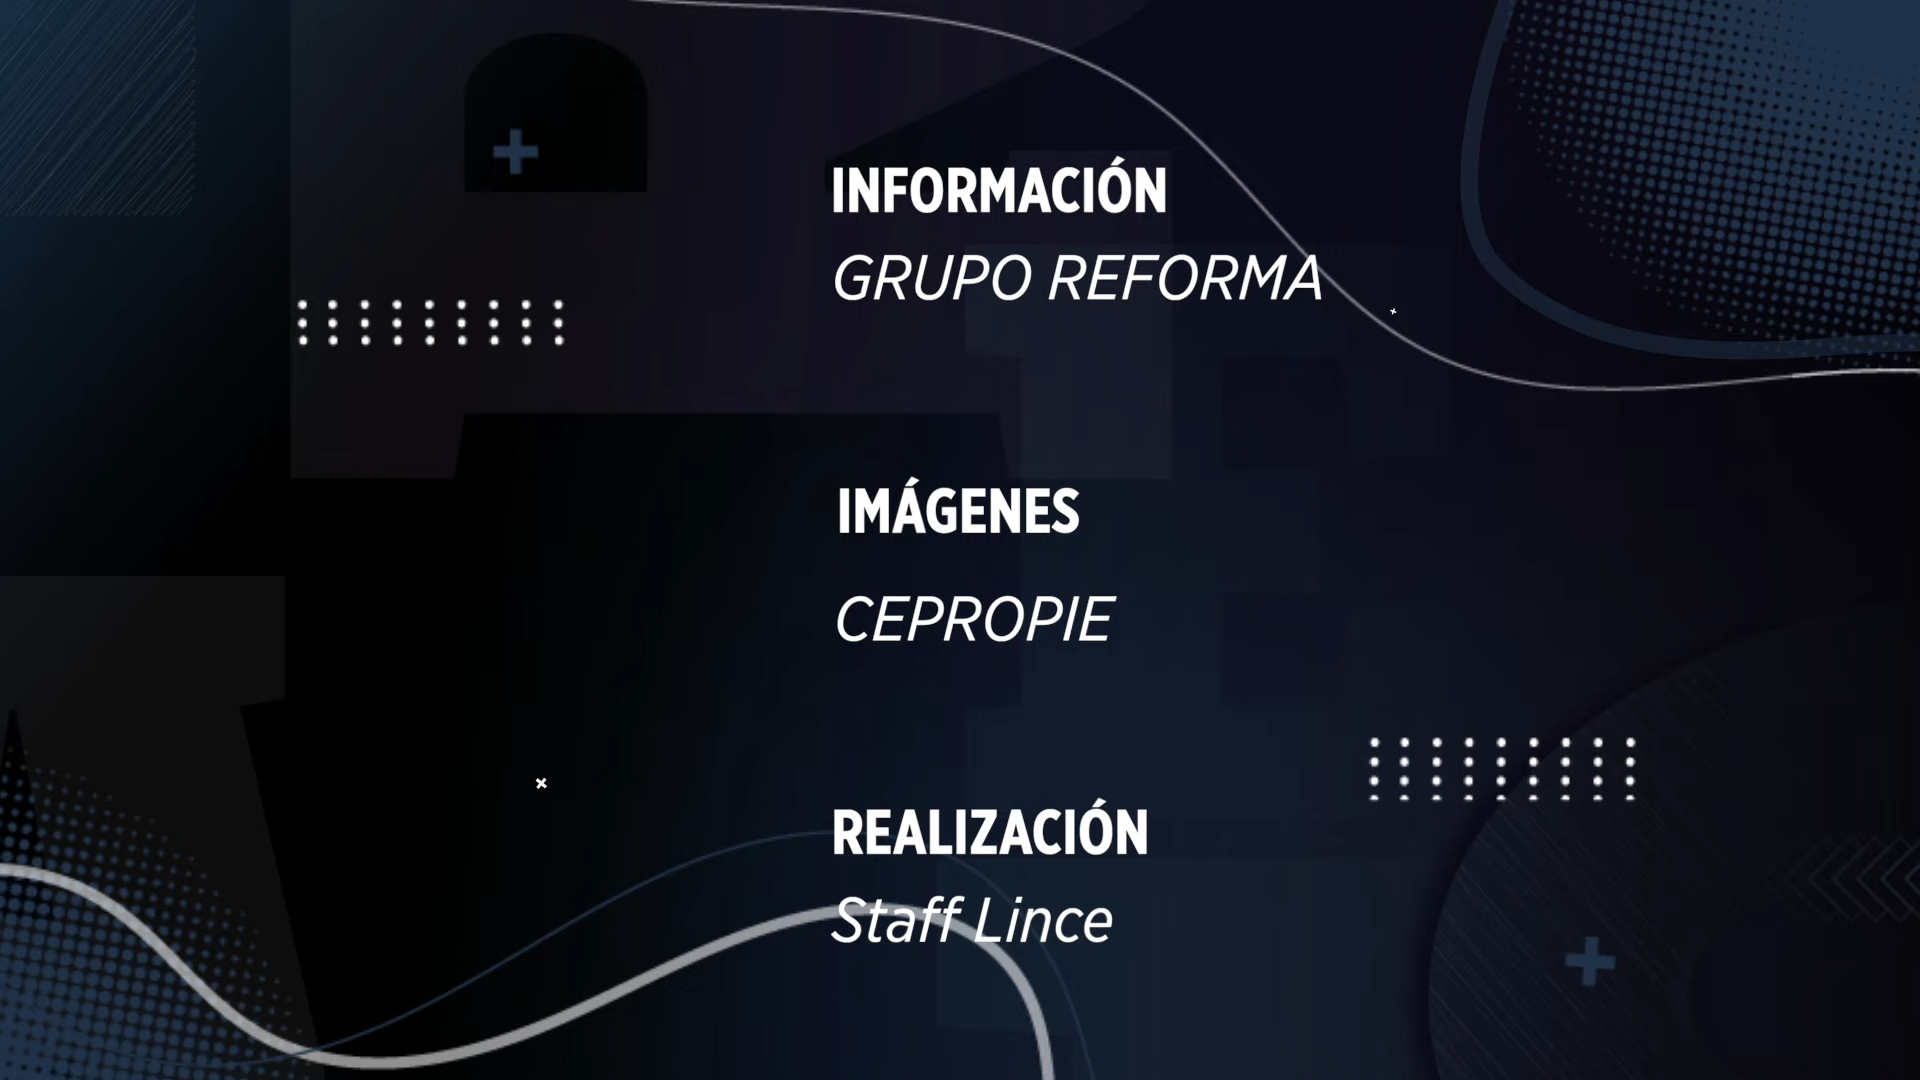 INFORMACIÓN
GRUPO REFORMA
IMÁGENES
CEPROPIE
REALIZACIÓN
Staff Lince